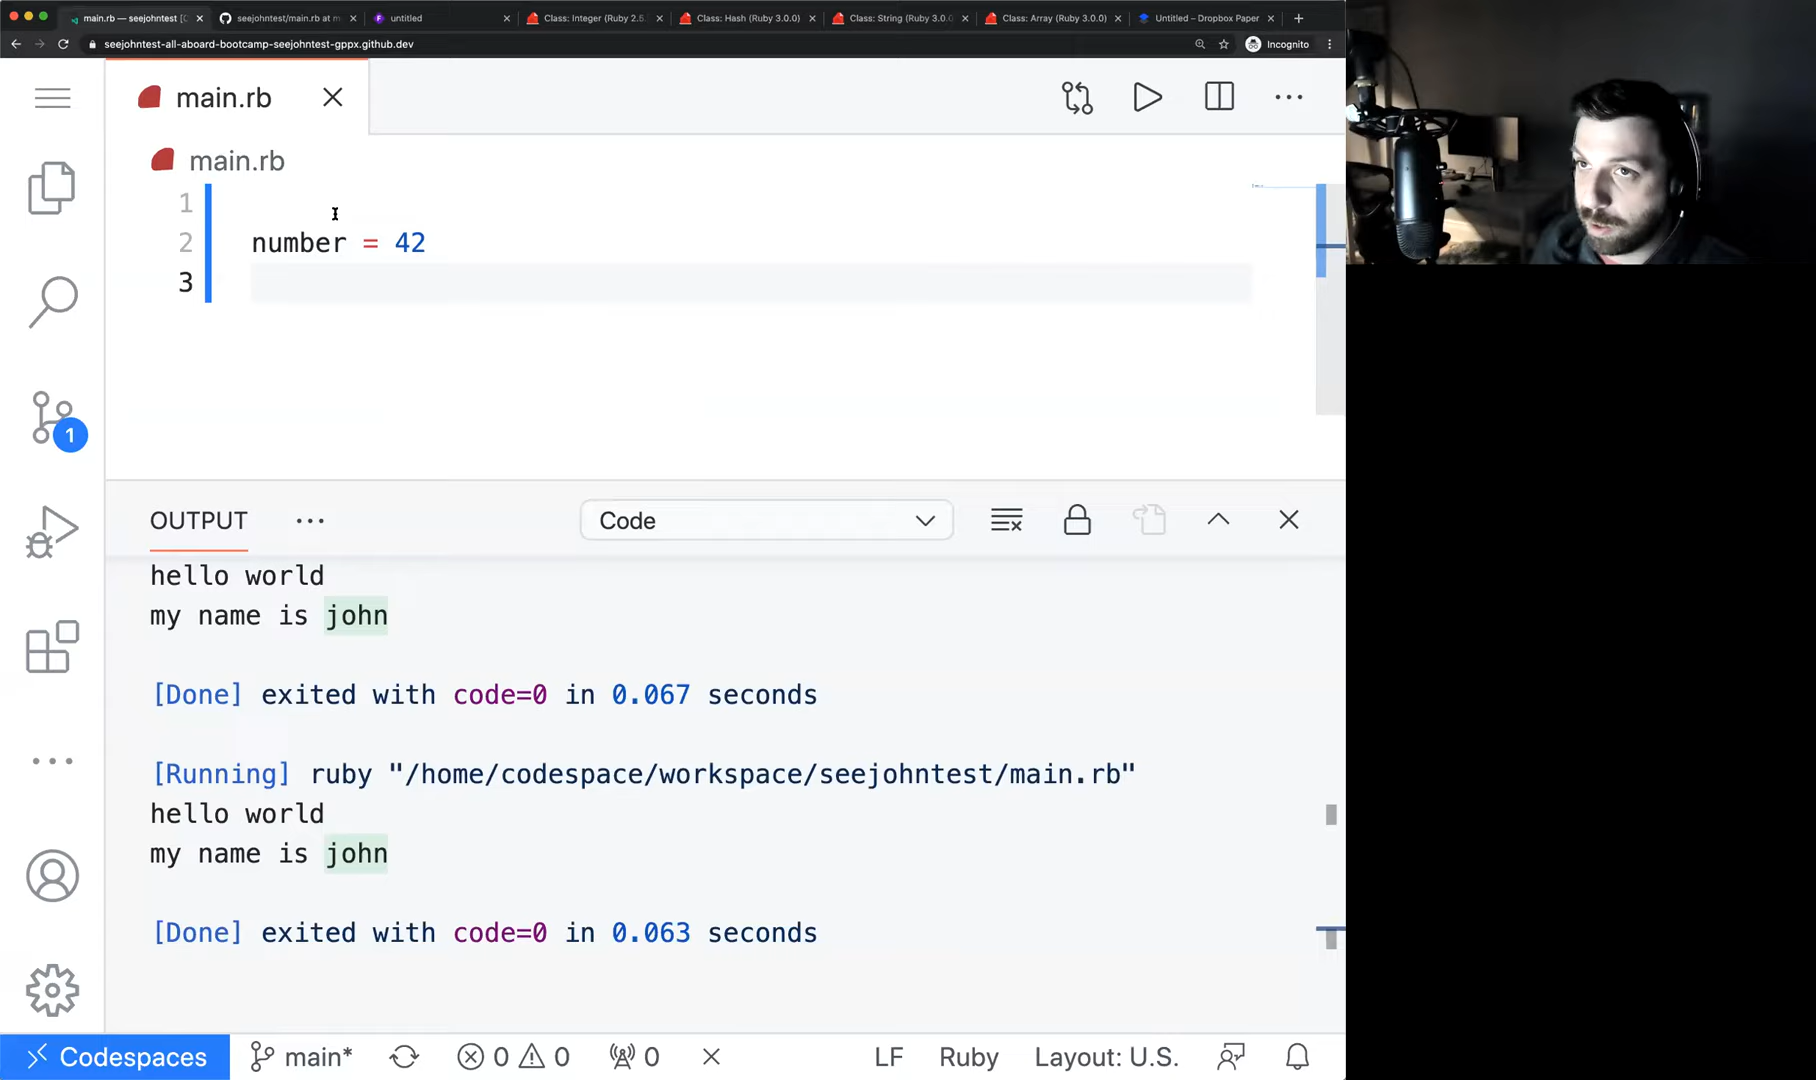 main.rb — seejohntest [C
seejohntest/main.rb at m
untitled
Class: Integer (Ruby 2.5.
Class: Hash (Ruby 3.0.0)
Class: String (Ruby 3.0.0
Class: Array (Ruby 3.0.0)
Untitled – Dropbox Paper
seejohntest-all-aboard-bootcamp-seejohntest-gppx.github.dev
Incognito
main.rb
main.rb
1
2 number = 42
3
OUTPUT
Code
hello world
my name is john
[Done] exited with code=0 in 0.067 seconds
[Running] ruby "/home/codespace/workspace/seejohntest/main.rb"
hello world
my name is john
[Done] exited with code=0 in 0.063 seconds
1
Codespaces
main*
0
0
0
LF
Ruby
Layout: U.S.